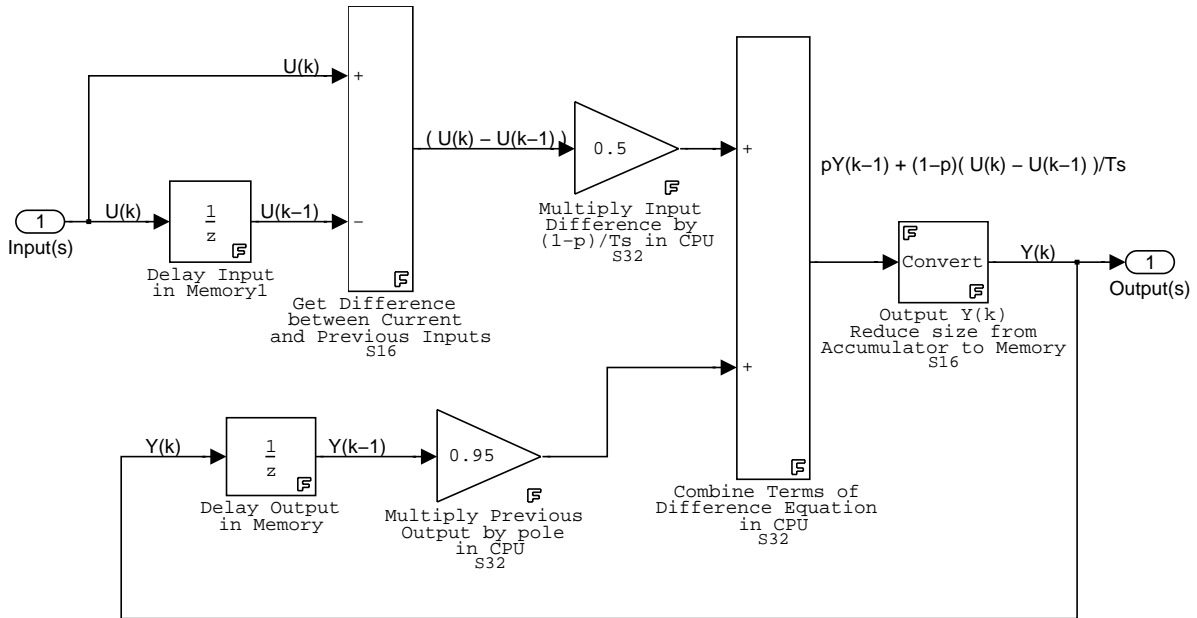 U(k)
+
( U(k) − U(k−1) )
0.5
F
Multiply Input
Difference by
(1−p)/Ts in CPU
S32
+
pY(k−1) + (1−p)( U(k) − U(k−1) )/Ts
1
Input(s)
U(k)
1
z
F
Delay Input
in Memory1
U(k−1)
−
F
Get Difference
between Current
and Previous Inputs
S16
F
Convert
F
Output Y(k)
Reduce size from
Accumulator to Memory
S16
Y(k)
1
Output(s)
+
F
Combine Terms of
Difference Equation
in CPU
S32
Y(k)
1
z
F
Delay Output
in Memory
Y(k−1)
0.95
F
Multiply Previous
Output by pole
in CPU
S32